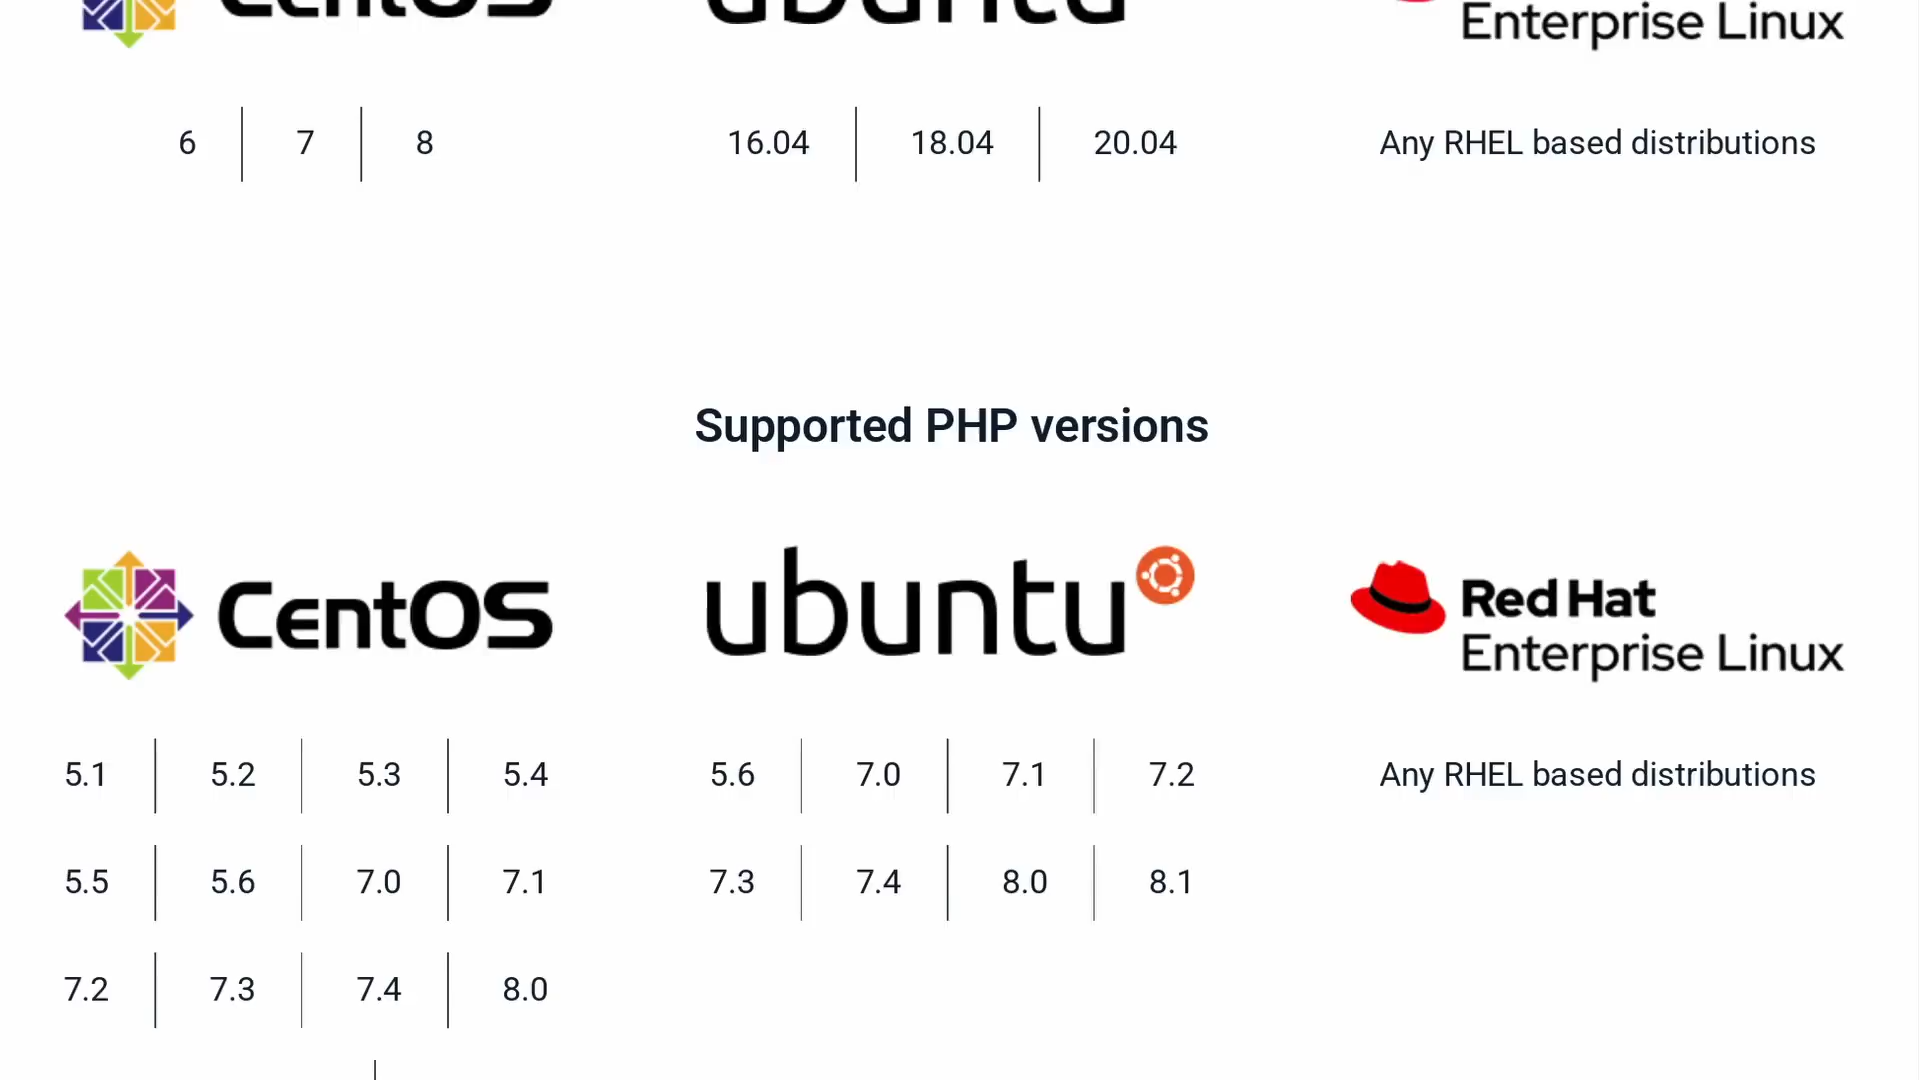 CentOS
ubuntu
Enterprise Linux
6 | 7 | 8
16.04 | 18.04 | 20.04
Any RHEL based distributions
Supported PHP versions
CentOS
ubuntu
Red Hat
Enterprise Linux
5.1 | 5.2 | 5.3 | 5.4
5.6 | 7.0 | 7.1 | 7.2
Any RHEL based distributions
5.5 | 5.6 | 7.0 | 7.1
7.3 | 7.4 | 8.0 | 8.1
7.2 | 7.3 | 7.4 | 8.0